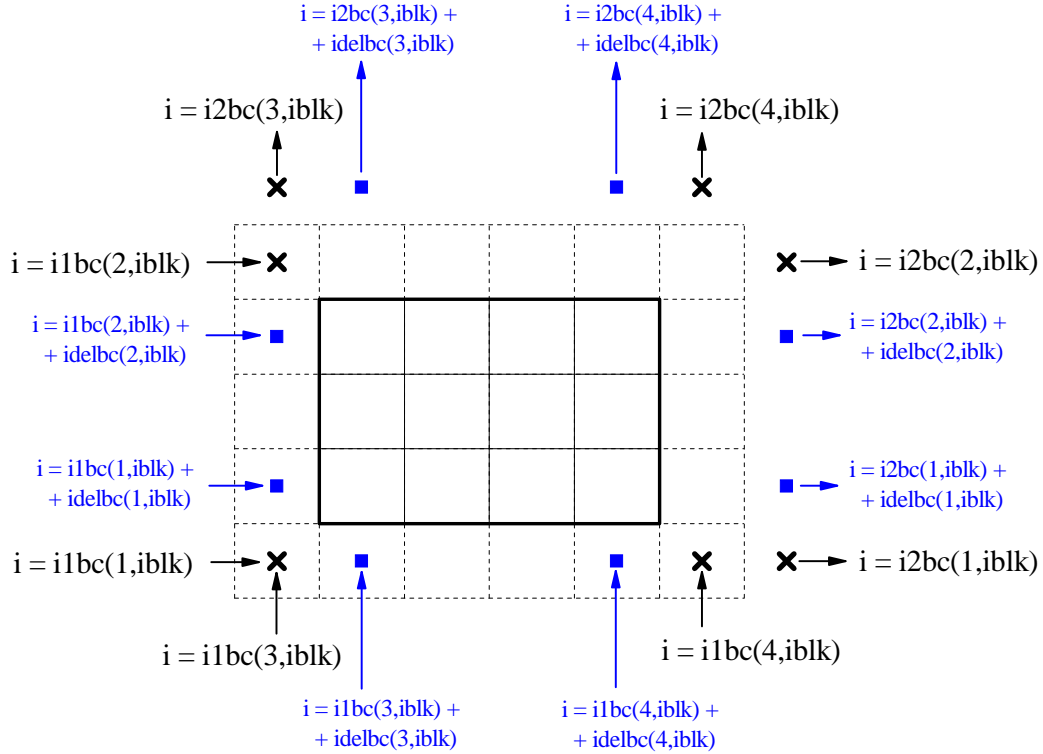 i = i2bc(3,iblk) +
+ idelbc(3,iblk)
i = i2bc(4,iblk) +
+ idelbc(4,iblk)
i = i2bc(3,iblk)
i = i2bc(4,iblk)
i = i1bc(2,iblk)
i = i2bc(2,iblk)
i = i1bc(2,iblk) +
+ idelbc(2,iblk)
i = i2bc(2,iblk) +
+ idelbc(2,iblk)
i = i1bc(1,iblk) +
+ idelbc(1,iblk)
i = i2bc(1,iblk) +
+ idelbc(1,iblk)
i = i1bc(1,iblk)
i = i2bc(1,iblk)
i = i1bc(3,iblk)
i = i1bc(4,iblk)
i = i1bc(3,iblk) +
+ idelbc(3,iblk)
i = i1bc(4,iblk) +
+ idelbc(4,iblk)